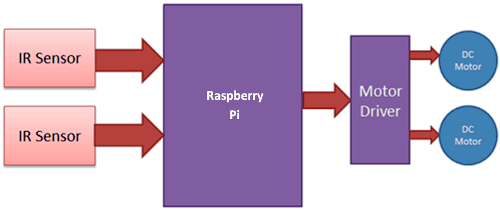 IR Sensor
IR Sensor
Raspberry
Pi
Motor
Driver
DC
Motor
DC
Motor